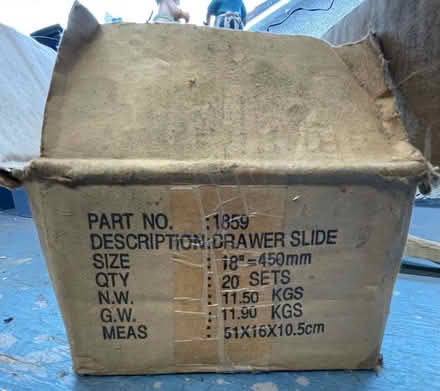 PART NO. :1859
DESCRIPTION:DRAWER SLIDE
SIZE : 18"=450mm
QTY : 20 SETS
N.W. : 11.50 KGS
G.W. : 11.90 KGS
MEAS : 51X16X10.5cm